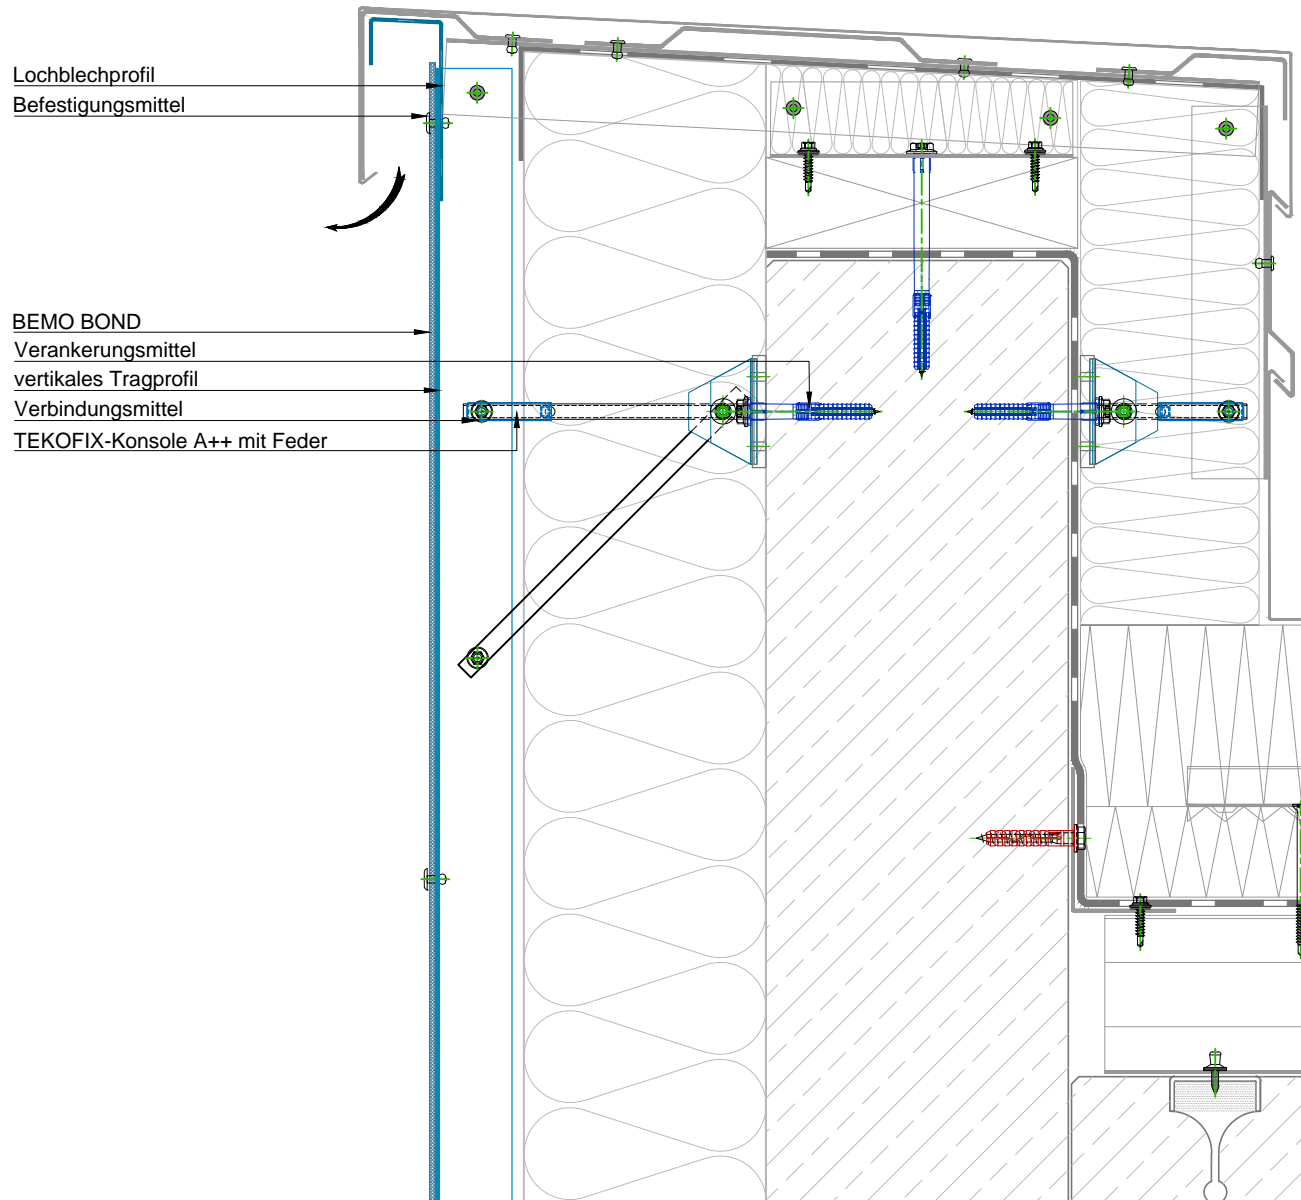 Lochblechprofil
Befestigungsmittel
BEMO BOND
Verankerungsmittel
vertikales Tragprofil
Verbindungsmittel
TEKOFIX-Konsole A++ mit Feder